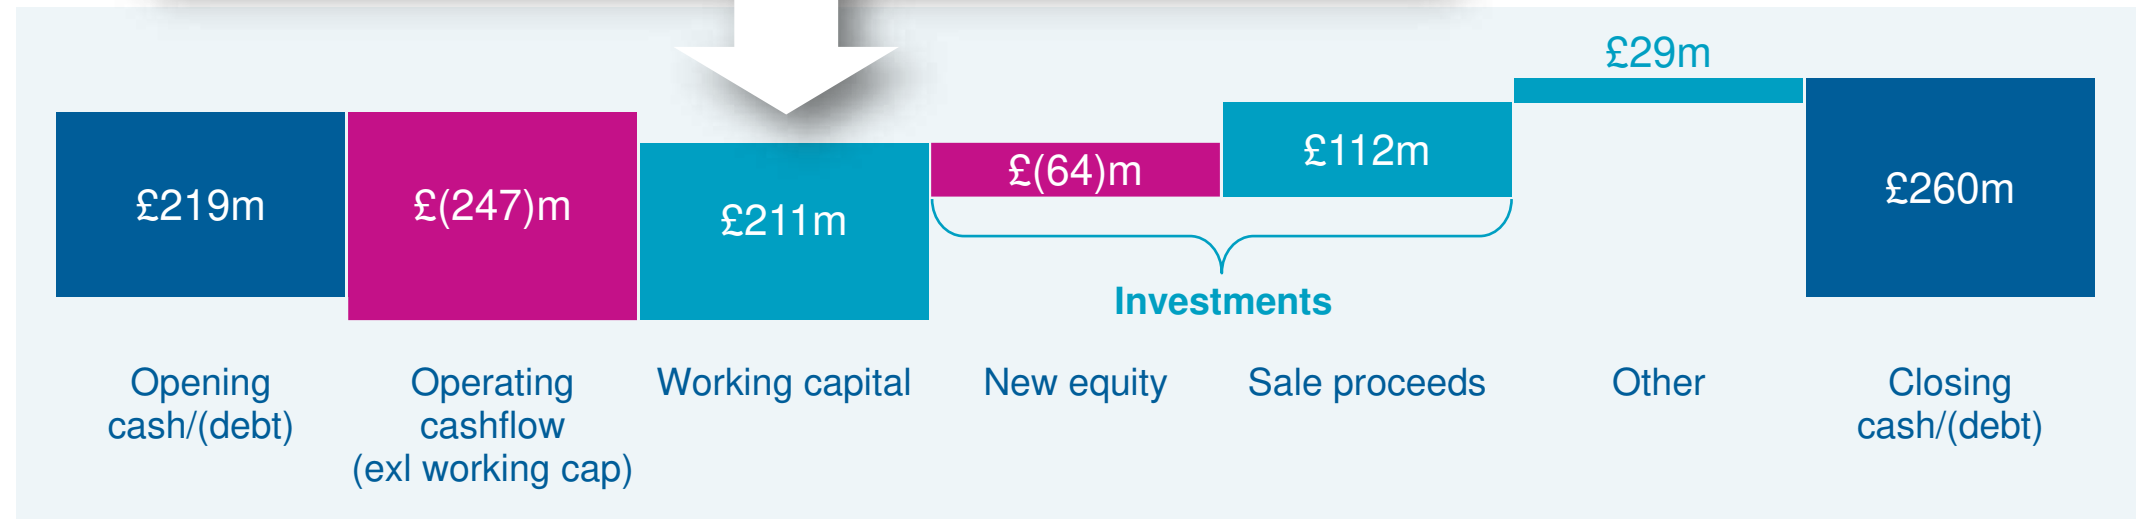 £29m
£219m
£(247)m
£211m
£(64)m
£112m
£260m
Investments
Opening
cash/(debt)
Operating
cashflow
(exl working cap)
Working capital
New equity
Sale proceeds
Other
Closing
cash/(debt)